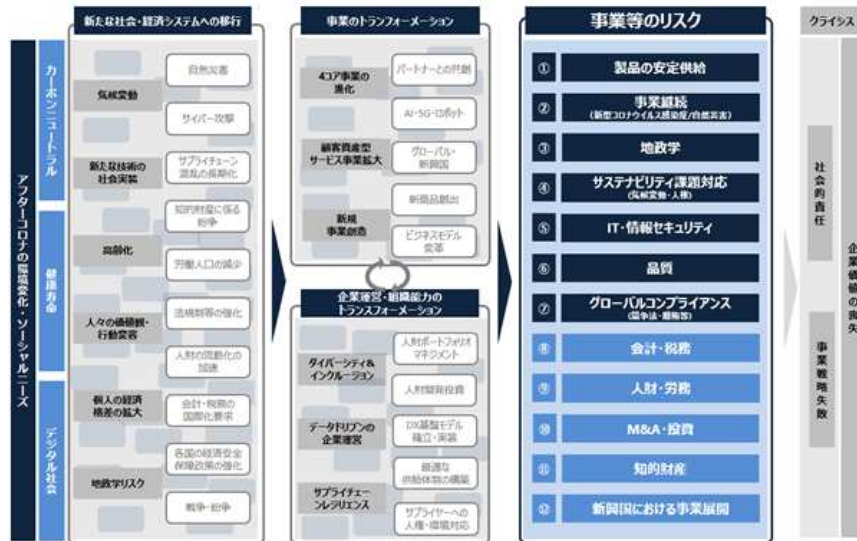 アフターコロナの環境変化・ソーシャルニーズ
カーボンニュートラル
健康寿命
デジタル社会
新たな社会・経済システムへの移行
気候変動
新たな技術の
社会実装
高齢化
人々の価値観・
行動変容
個人の経済
格差の拡大
地政学リスク
自然災害
サイバー攻撃
サプライチェーン
混乱の長期化
知的財産に係る
紛争
労働人口の減少
法規制等の強化
人財の流動化の
加速
会計・税務の
国際化要求
各国の経済安全
保障政策の強化
戦争・紛争
事業のトランスフォーメーション
4コア事業の
進化
顧客資産型
サービス事業拡大
新規
事業創造
パートナーとの共創
AI・5G・ロボット
グローバル・
新興国
新商品創出
ビジネスモデル
変革
企業運営・組織能力の
トランスフォーメーション
ダイバーシティ&
インクルージョン
データドリブンの
企業運営
サプライチェー
ンレジリエンス
人財ポートフォリオ
マネジメント
人財開発投資
DX基盤モデル
確立・実装
最適な
供給体制の構築
サプライヤーへの
人権・環境対応
事業等のリスク
① 製品の安定供給
② 事業継続
(新型コロナウイルス感染症/自然災害)
③ 地政学
④ サステナビリティ課題対応
(気候変動・人権)
⑤ IT・情報セキュリティ
⑥ 品質
⑦ グローバルコンプライアンス
(競争法・贈賄等)
⑧ 会計・税務
⑨ 人財・労務
⑩ M&A・投資
⑪ 知的財産
⑫ 新興国における事業展開
クライシス
社会的責任
事業戦略失敗
企業価値の喪失